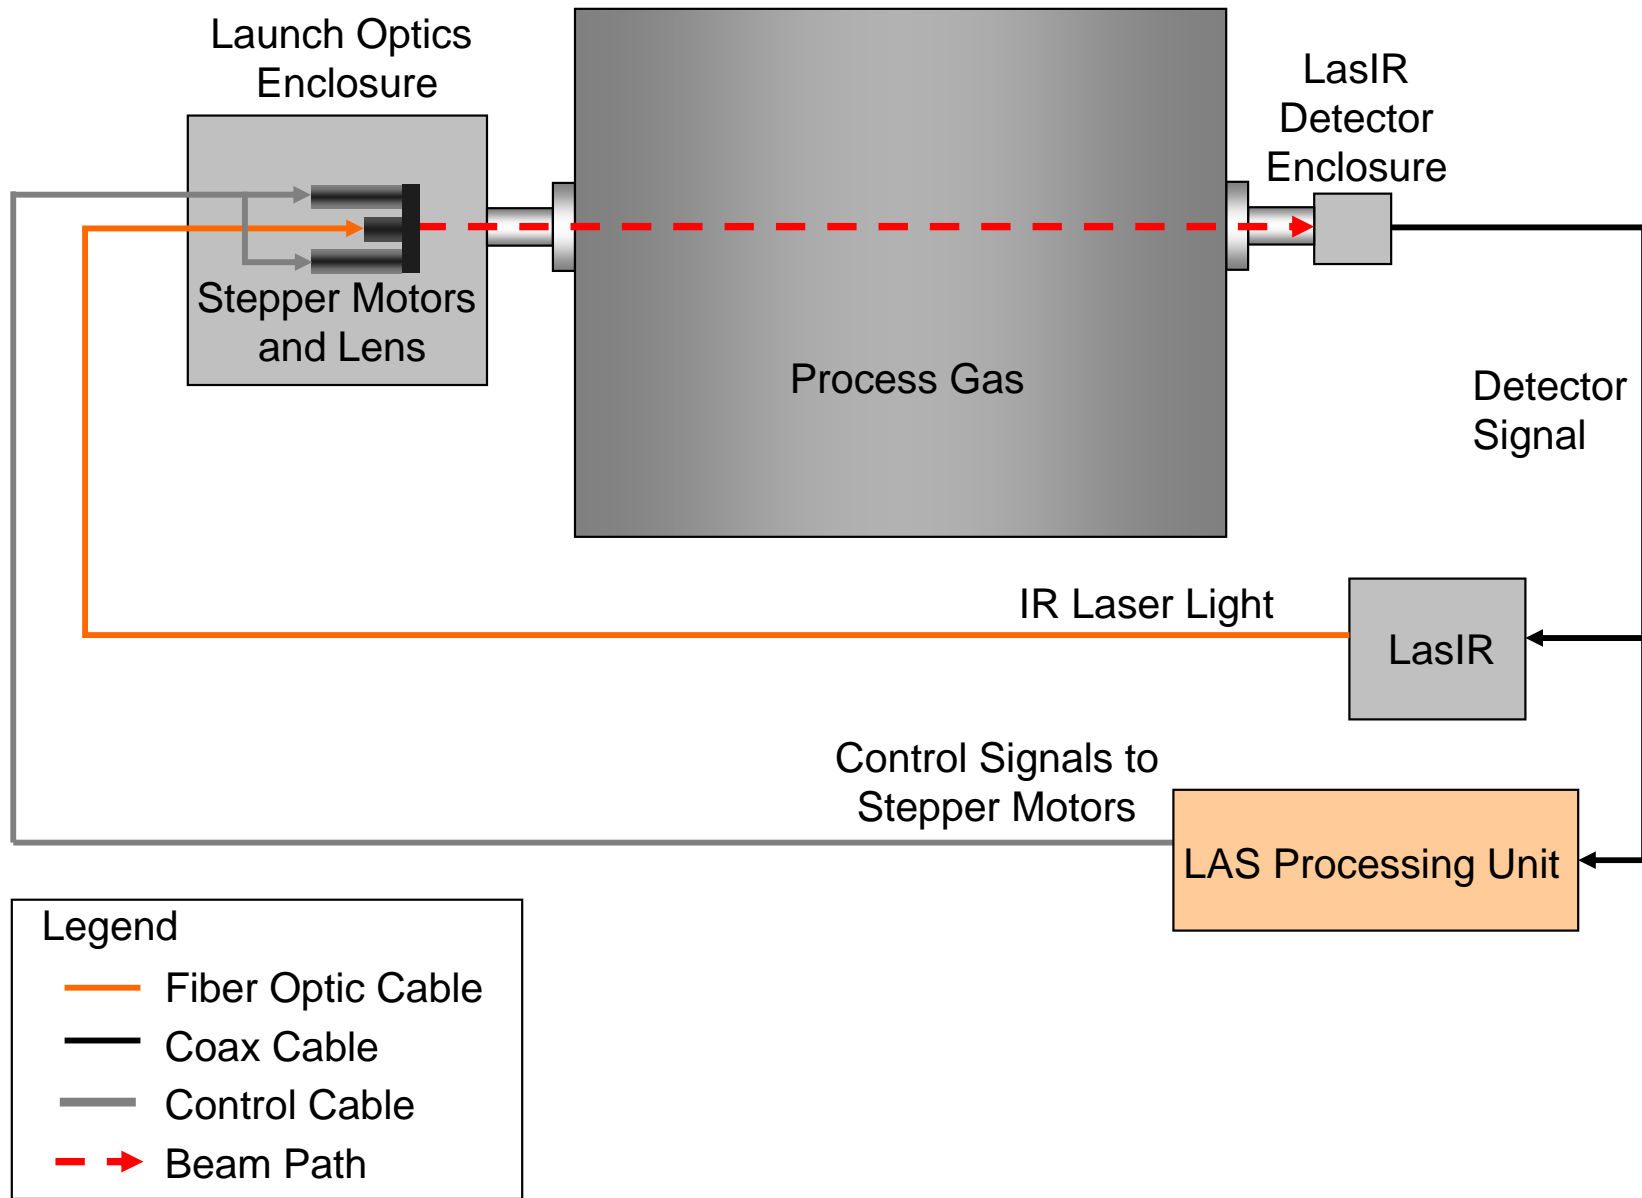 Launch Optics
Enclosure
LasIR
Detector
Enclosure
Stepper Motors
and Lens
Process Gas
Detector
Signal
IR Laser Light
LasIR
Control Signals to
Stepper Motors
LAS Processing Unit
Legend
Fiber Optic Cable
Coax Cable
Control Cable
Beam Path